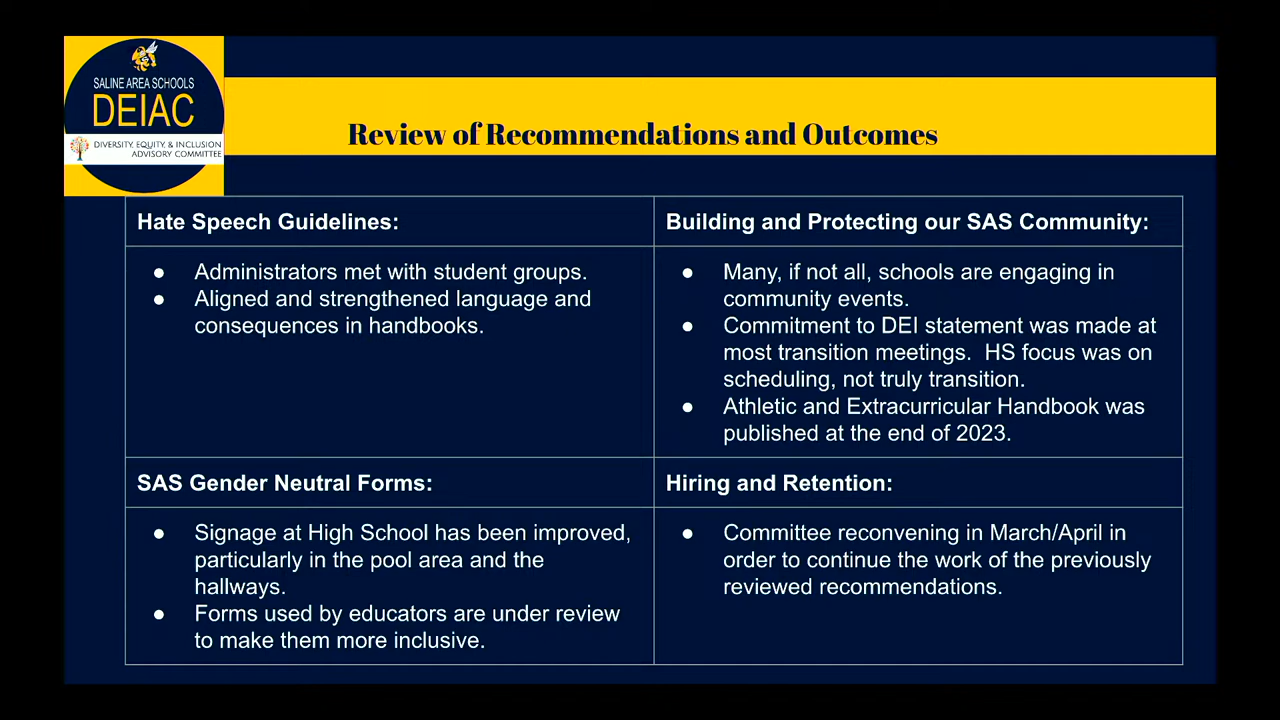 SALINE AREA SCHOOLS
DEIAC
DIVERSITY, EQUITY, & INCLUSION
ADVISORY COMMITTEE
Review of Recommendations and Outcomes
Hate Speech Guidelines:
● Administrators met with student groups.
● Aligned and strengthened language and
consequences in handbooks.
Building and Protecting our SAS Community:
● Many, if not all, schools are engaging in
community events.
● Commitment to DEI statement was made at
most transition meetings.  HS focus was on
scheduling, not truly transition.
● Athletic and Extracurricular Handbook was
published at the end of 2023.
SAS Gender Neutral Forms:
● Signage at High School has been improved,
particularly in the pool area and the
hallways.
● Forms used by educators are under review
to make them more inclusive.
Hiring and Retention:
● Committee reconvening in March/April in
order to continue the work of the previously
reviewed recommendations.